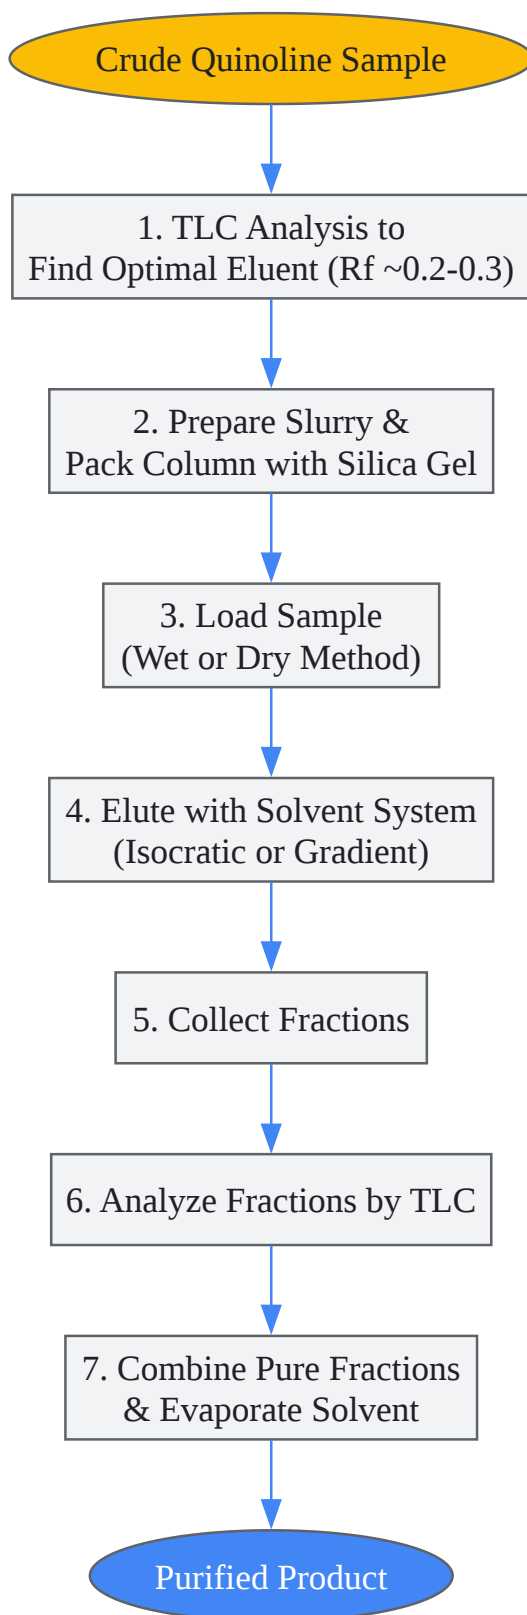 Crude Quinoline Sample
1. TLC Analysis to
Find Optimal Eluent (Rf ~0.2-0.3)
2. Prepare Slurry &
Pack Column with Silica Gel
3. Load Sample
(Wet or Dry Method)
4. Elute with Solvent System
(Isocratic or Gradient)
5. Collect Fractions
6. Analyze Fractions by TLC
7. Combine Pure Fractions
& Evaporate Solvent
Purified Product